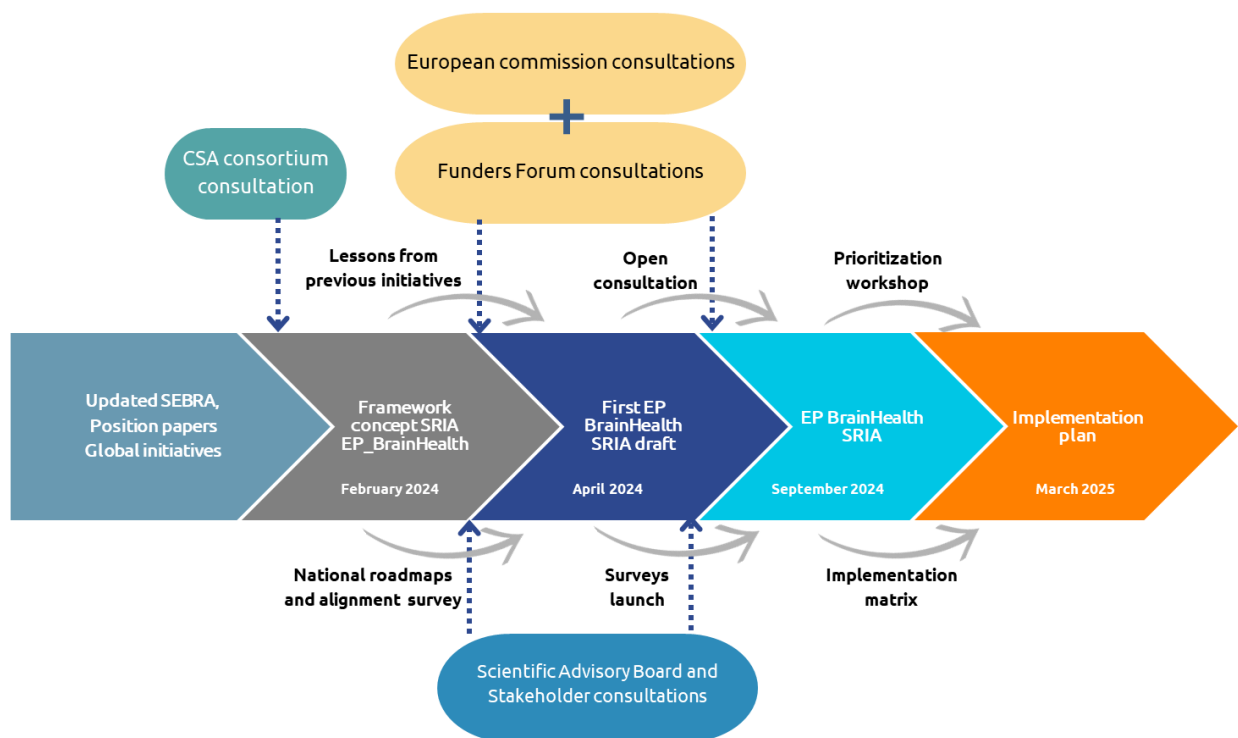 European commission consultations
+
Funders Forum consultations
CSA consortium
consultation
Lessons from
previous initiatives
Open
consultation
Prioritization
workshop
Updated SEBRA,
Position papers
Global initiatives
Framework
concept SRIA
EP_BrainHealth
February 2024
First EP
BrainHealth
SRIA draft
April 2024
EP BrainHealth
SRIA
September 2024
Implementation
plan
March 2025
National roadmaps
and alignment survey
Surveys
launch
Implementation
matrix
Scientific Advisory Board and
Stakeholder consultations